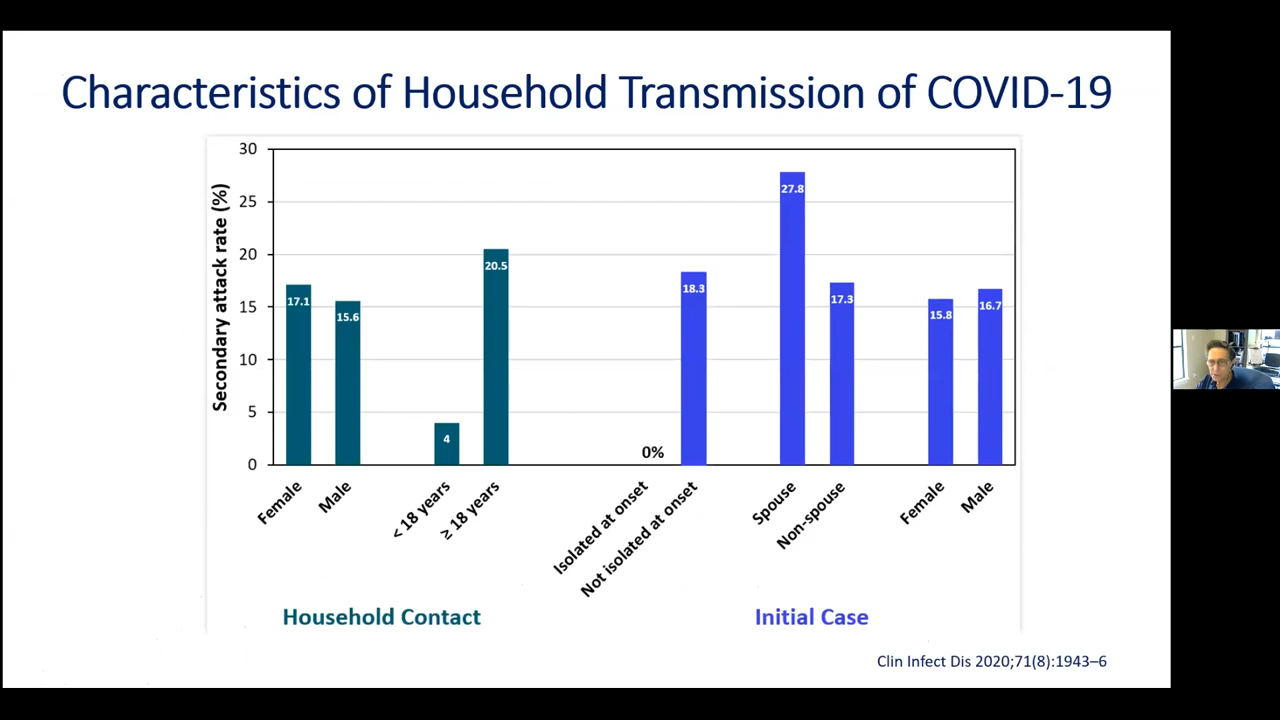 Characteristics of Household Transmission of COVID-19
Secondary attack rate (%)
30
25
20
15
10
5
0
17.1
15.6
4
20.5
0%
18.3
27.8
17.3
15.8
16.7
Female
Male
< 18 years
≥ 18 years
Isolated at onset
Not isolated at onset
Spouse
Non-spouse
Female
Male
Household Contact
Initial Case
Clin Infect Dis 2020;71(8):1943–6